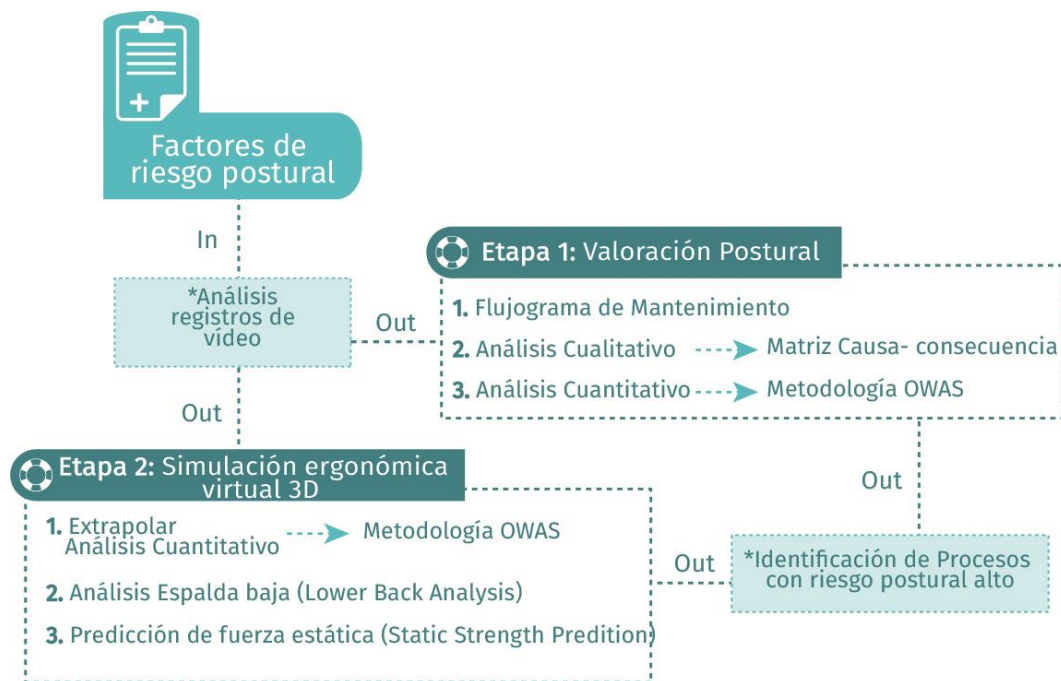 Factores de
riesgo postural
In
*Análisis
registros de
vídeo
Out
Etapa 1: Valoración Postural
1. Flujograma de Mantenimiento
2. Análisis Cualitativo
Matriz Causa- consecuencia
3. Análisis Cuantitativo
Metodología OWAS
Out
Out
*Identificación de Procesos
con riesgo postural alto
Out
Etapa 2: Simulación ergonómica
virtual 3D
1. Extrapolar
Análisis Cuantitativo
Metodología OWAS
2. Análisis Espalda baja (Lower Back Analysis)
3. Predicción de fuerza estática (Static Strength Predition)